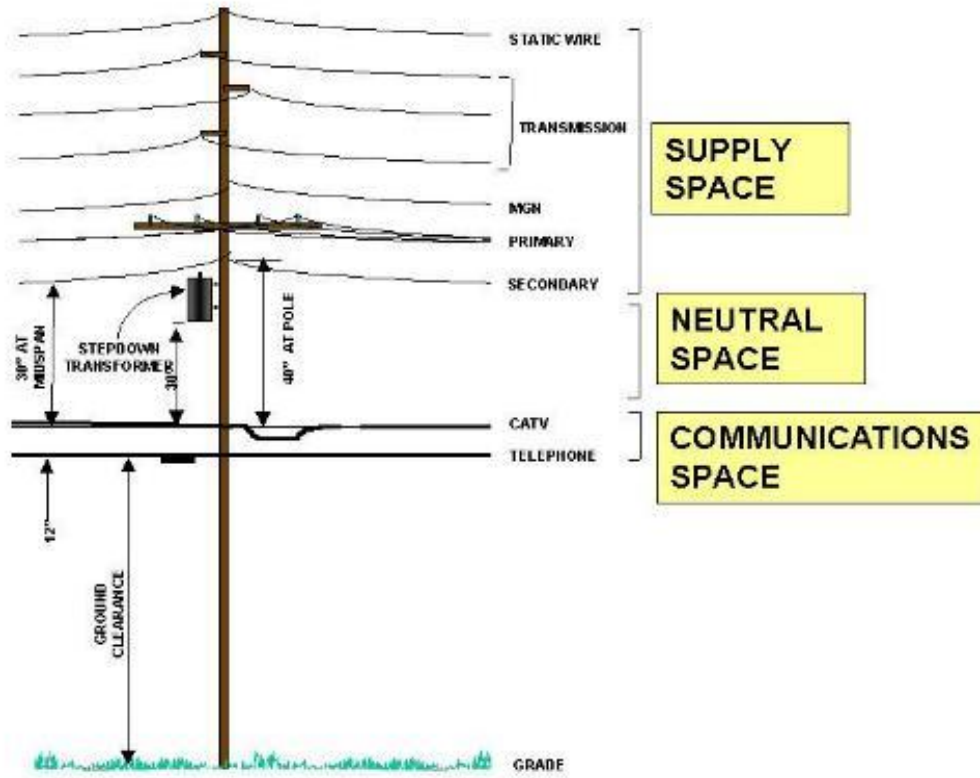 STATIC WIRE
TRANSMISSION
SUPPLY
SPACE
MGN
PRIMARY
SECONDARY
NEUTRAL
SPACE
STEPDOWN
TRANSFORMER
30" AT
MIDSPAN
30"
40" AT POLE
CATV
COMMUNICATIONS
SPACE
TELEPHONE
12"
GROUND
CLEARANCE
GRADE